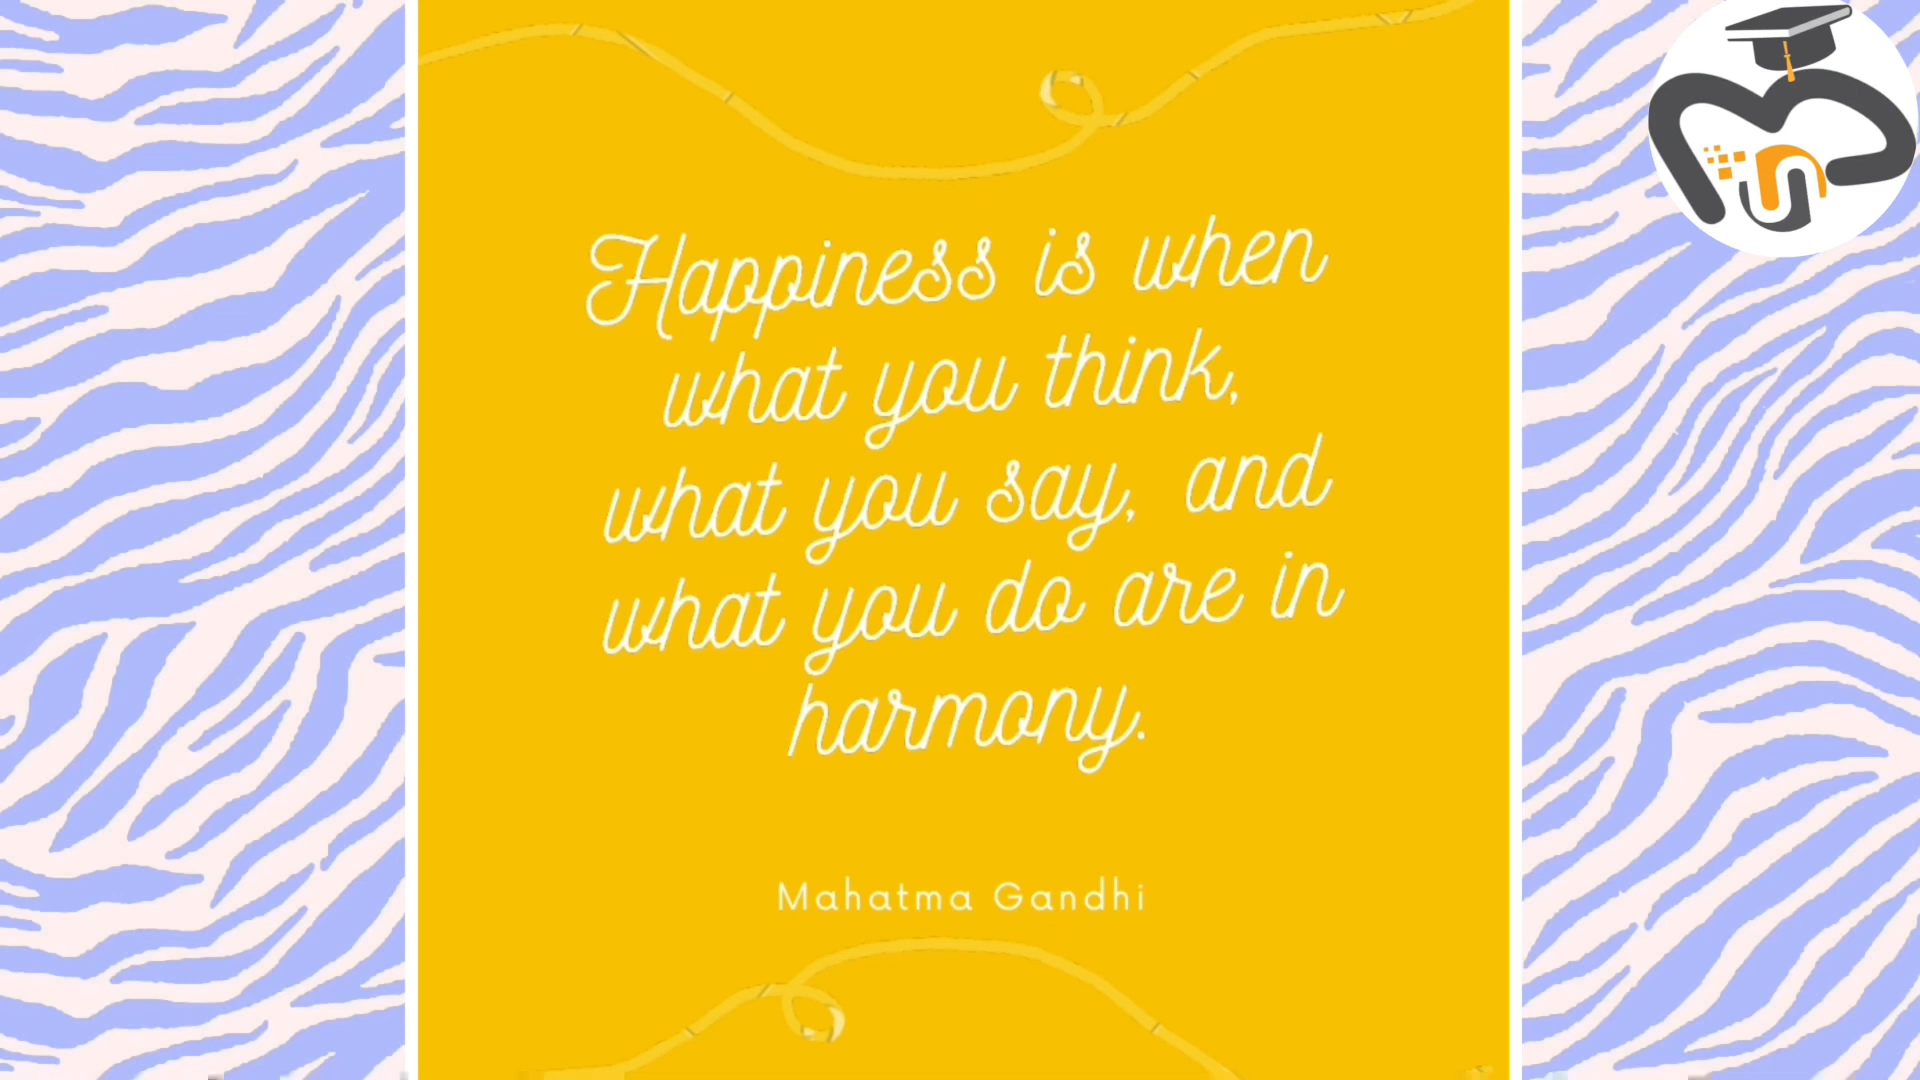 Happiness is when
what you think,
what you say, and
what you do are in
harmony.
Mahatma Gandhi